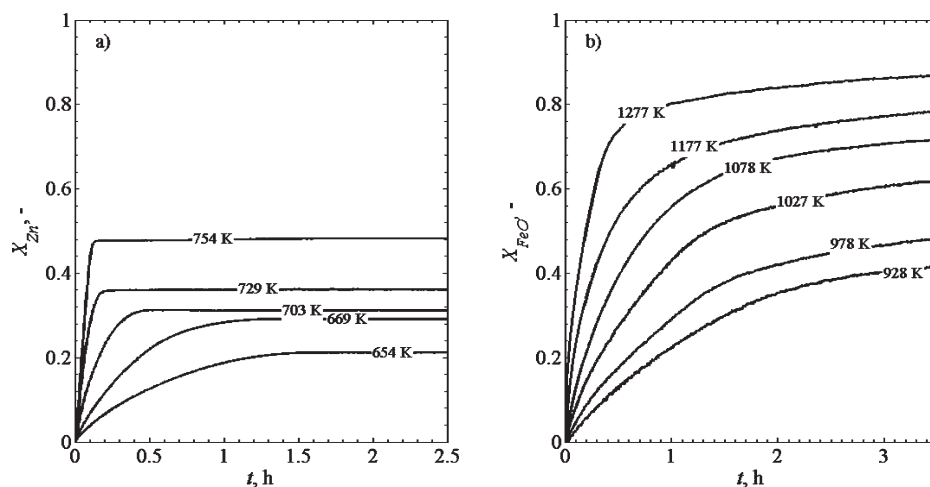 a)
1
0.8
0.6
0.4
0.2
0
X_Zn, -
754 K
729 K
703 K
669 K
654 K
0
0.5
1
1.5
2
2.5
t, h
b)
1
0.8
0.6
0.4
0.2
0
X_FeO, -
1277 K
1177 K
1078 K
1027 K
978 K
928 K
0
1
2
3
t, h